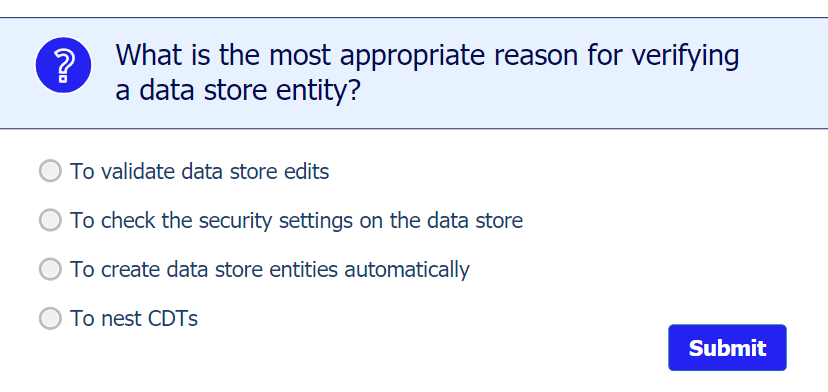 ?
What is the most appropriate reason for verifying
a data store entity?
To validate data store edits
To check the security settings on the data store
To create data store entities automatically
To nest CDTs
Submit